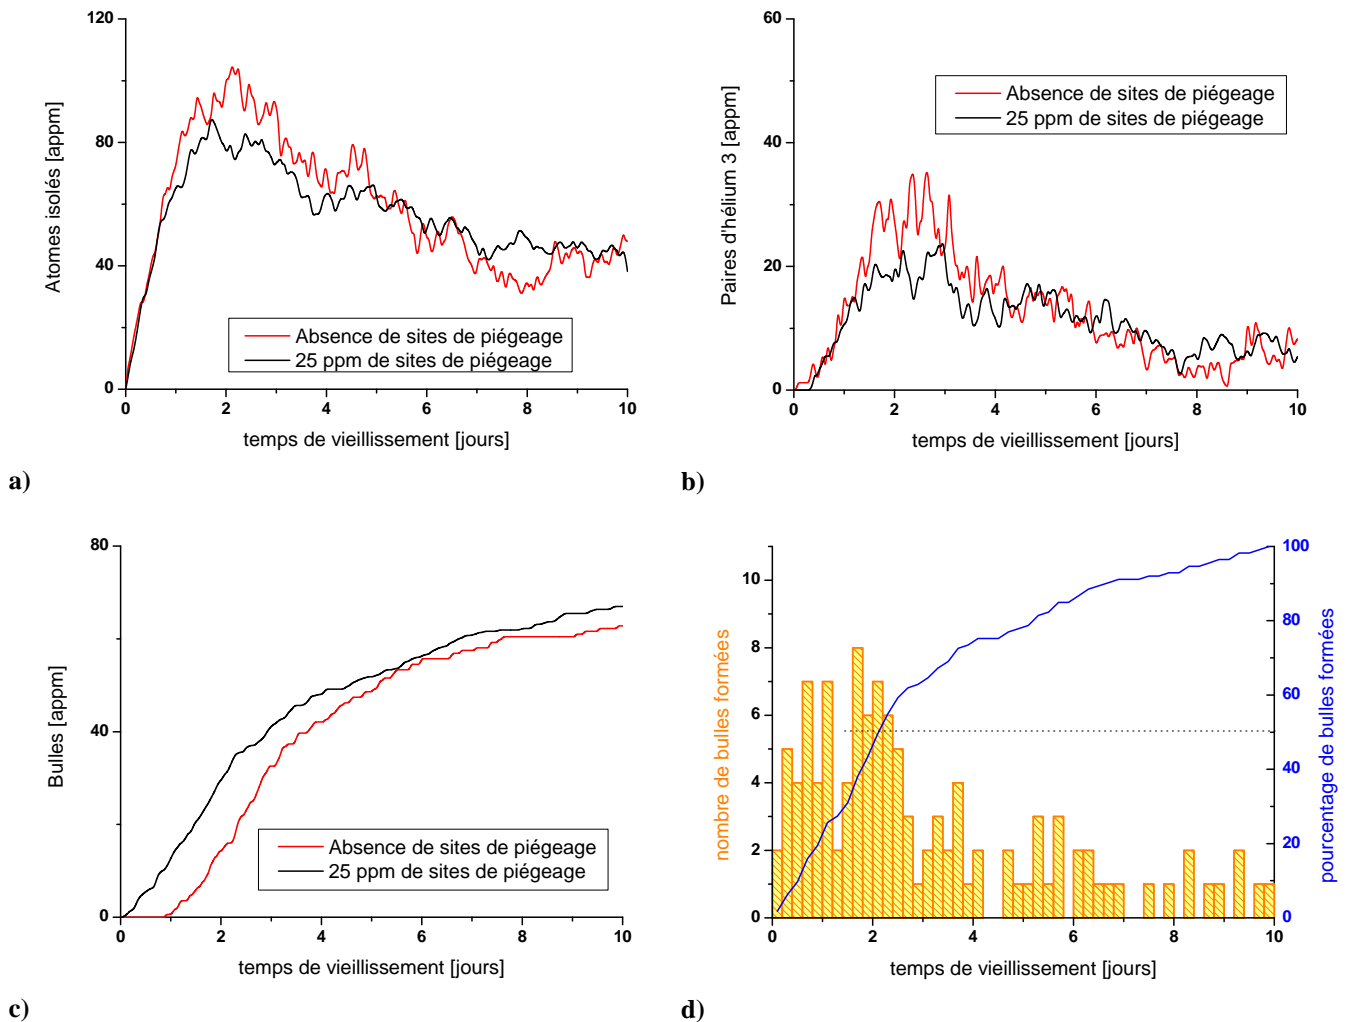 120
80
40
0
Atomes isolés [appm]
Absence de sites de piégeage
25 ppm de sites de piégeage
0 2 4 6 8 10
temps de vieillissement [jours]
a)
60
40
20
0
Paires d'hélium 3 [appm]
Absence de sites de piégeage
25 ppm de sites de piégeage
0 2 4 6 8 10
temps de vieillissement [jours]
b)
80
40
0
Bulles [appm]
Absence de sites de piégeage
25 ppm de sites de piégeage
0 2 4 6 8 10
temps de vieillissement [jours]
c)
10
8
6
4
2
0
nombre de bulles formées
100
80
60
40
20
0
pourcentage de bulles formées
0 2 4 6 8 10
temps de vieillissement [jours]
d)